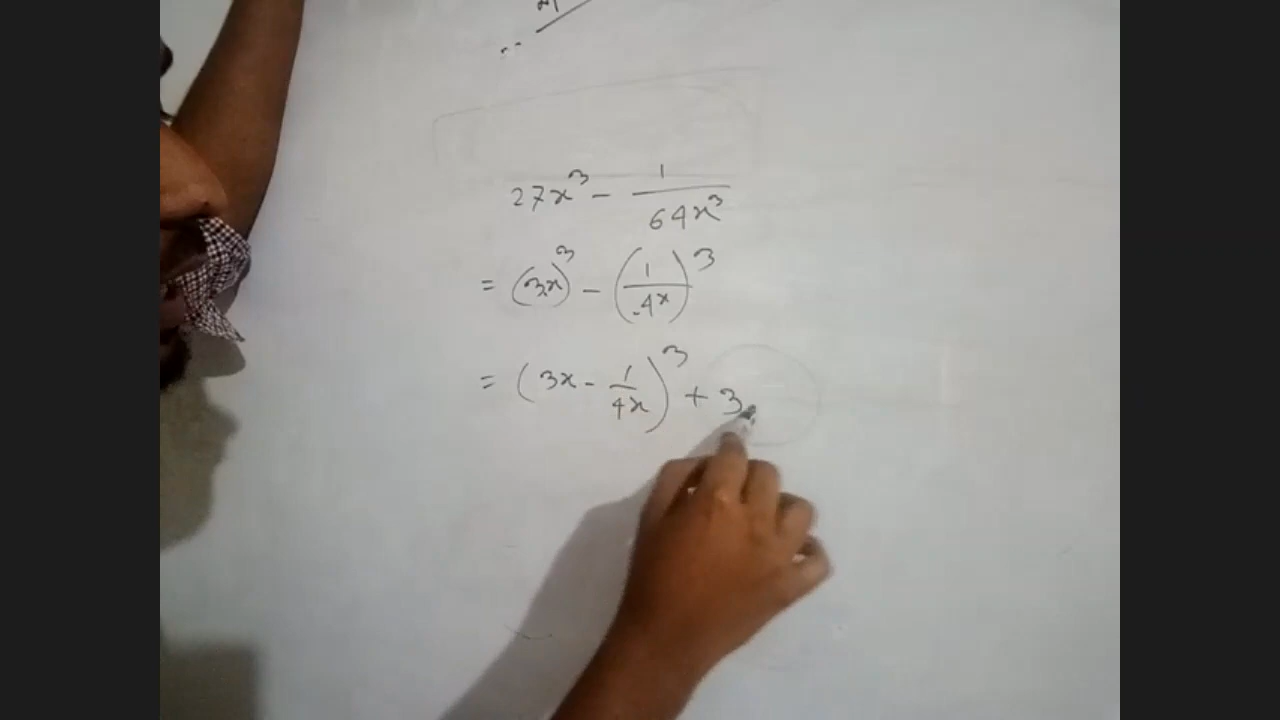 27x³ - 1/64x³
= (3x)³ - (1/4x)³
= (3x - 1/4x)³ + 3